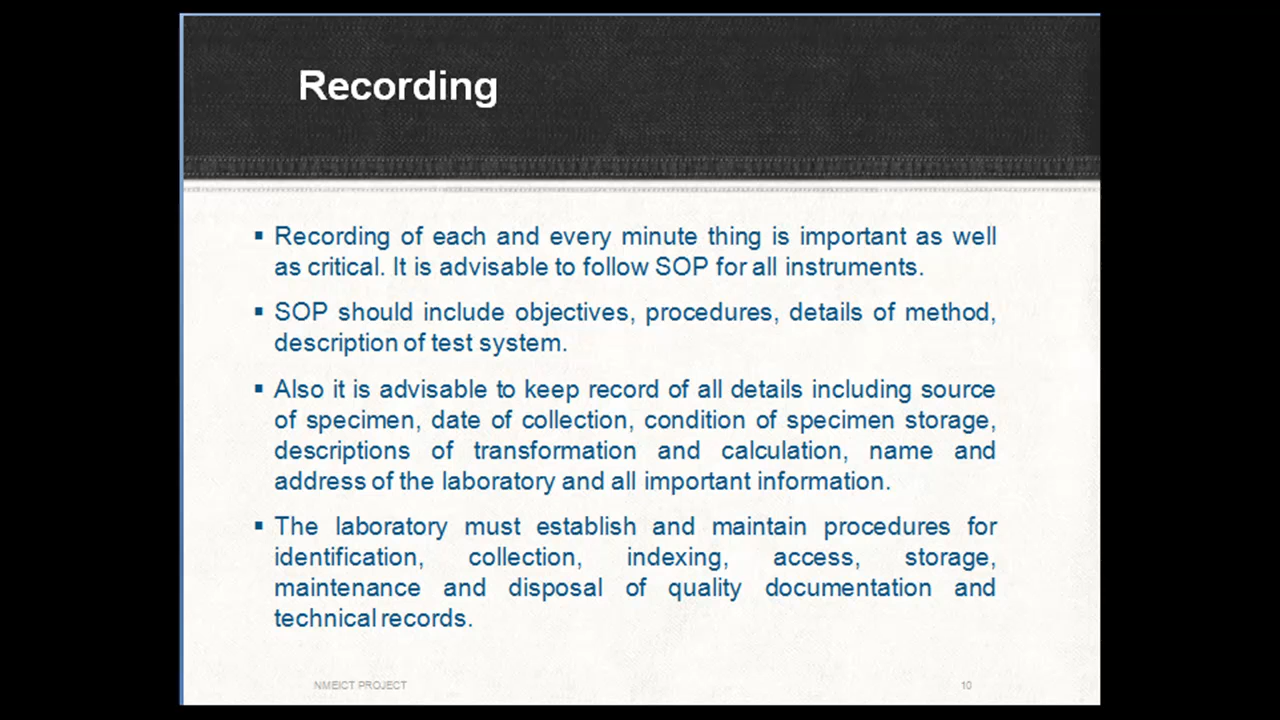 Recording
▪ Recording of each and every minute thing is important as well
as critical. It is advisable to follow SOP for all instruments.
▪ SOP should include objectives, procedures, details of method,
description of test system.
▪ Also it is advisable to keep record of all details including source
of specimen, date of collection, condition of specimen storage,
descriptions of transformation and calculation, name and
address of the laboratory and all important information.
▪ The laboratory must establish and maintain procedures for
identification, collection, indexing, access, storage,
maintenance and disposal of quality documentation and
technical records.
NMEICT PROJECT 10